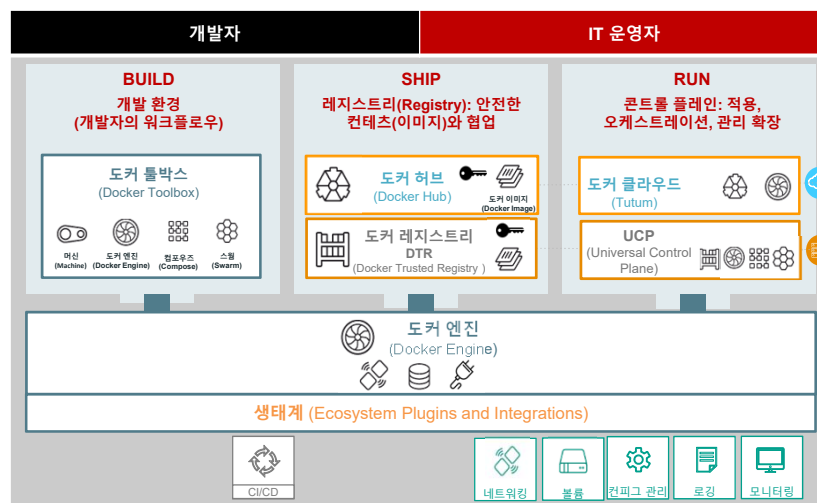 개발자
IT 운영자
BUILD
개발 환경
(개발자의 워크플로우)
SHIP
레지스트리(Registry): 안전한
컨테츠(이미지)와 협업
RUN
콘트롤 플레인: 적용,
오케스트레이션, 관리 확장
도커 툴박스
(Docker Toolbox)
머신
(Machine)
도커 엔진
(Docker Engine)
컴포우즈
(Compose)
스웜
(Swarm)
도커 허브
(Docker Hub)
도커 이미지
(Docker Image)
도커 레지스트리
DTR
(Docker Trusted Registry )
도커 클라우드
(Tutum)
UCP
(Universal Control
Plane)
도커 엔진
(Docker Engine)
생태계 (Ecosystem Plugins and Integrations)
CI/CD
네트워킹
볼륨
컨피그 관리
로깅
모니터링